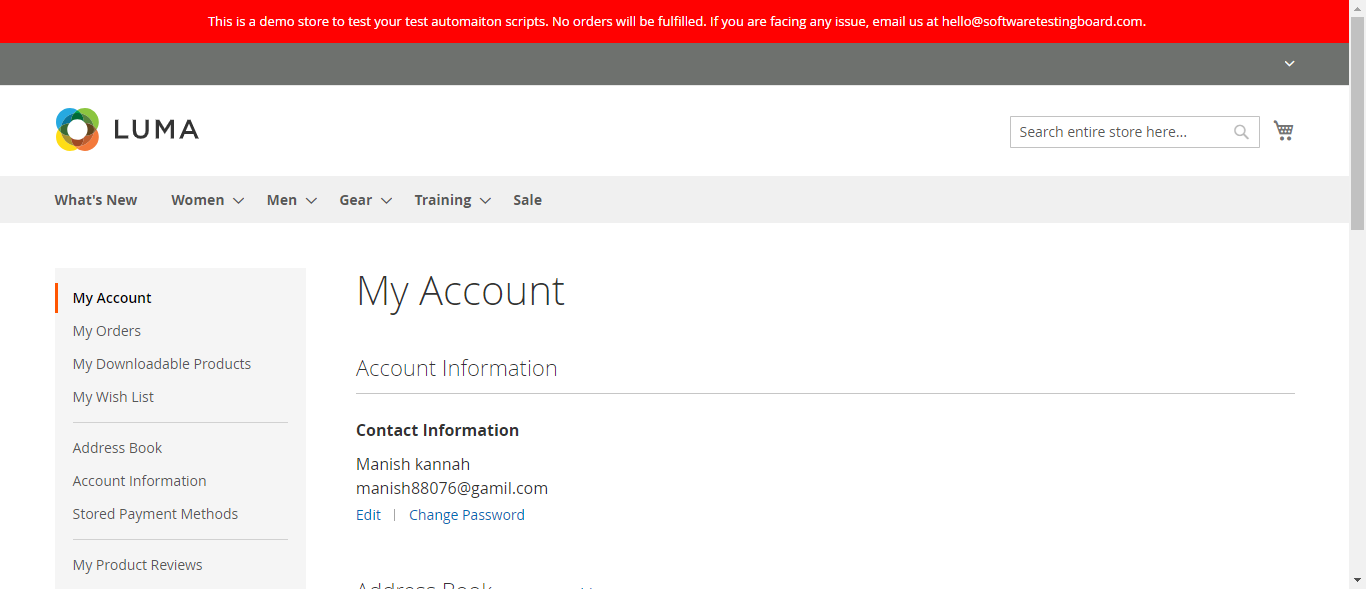 This is a demo store to test your test automaiton scripts. No orders will be fulfilled. If you are facing any issue, email us at hello@softwaretestingboard.com.
LUMA
Search entire store here...
What's New Women Men Gear Training Sale
My Account
My Orders
My Downloadable Products
My Wish List
Address Book
Account Information
Stored Payment Methods
My Product Reviews
My Account
Account Information
Contact Information
Manish kannah
manish88076@gamil.com
Edit | Change Password
Address Book